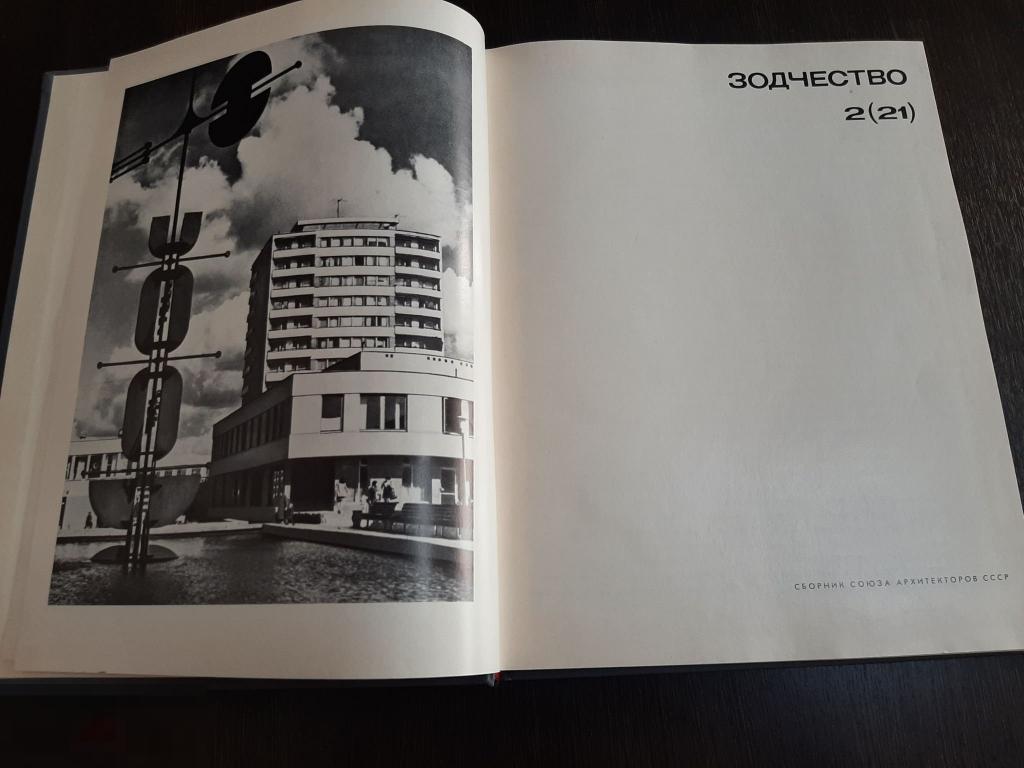 ЗОДЧЕСТВО
2(21)
СБОРНИК СОЮЗА АРХИТЕКТОРОВ СССР